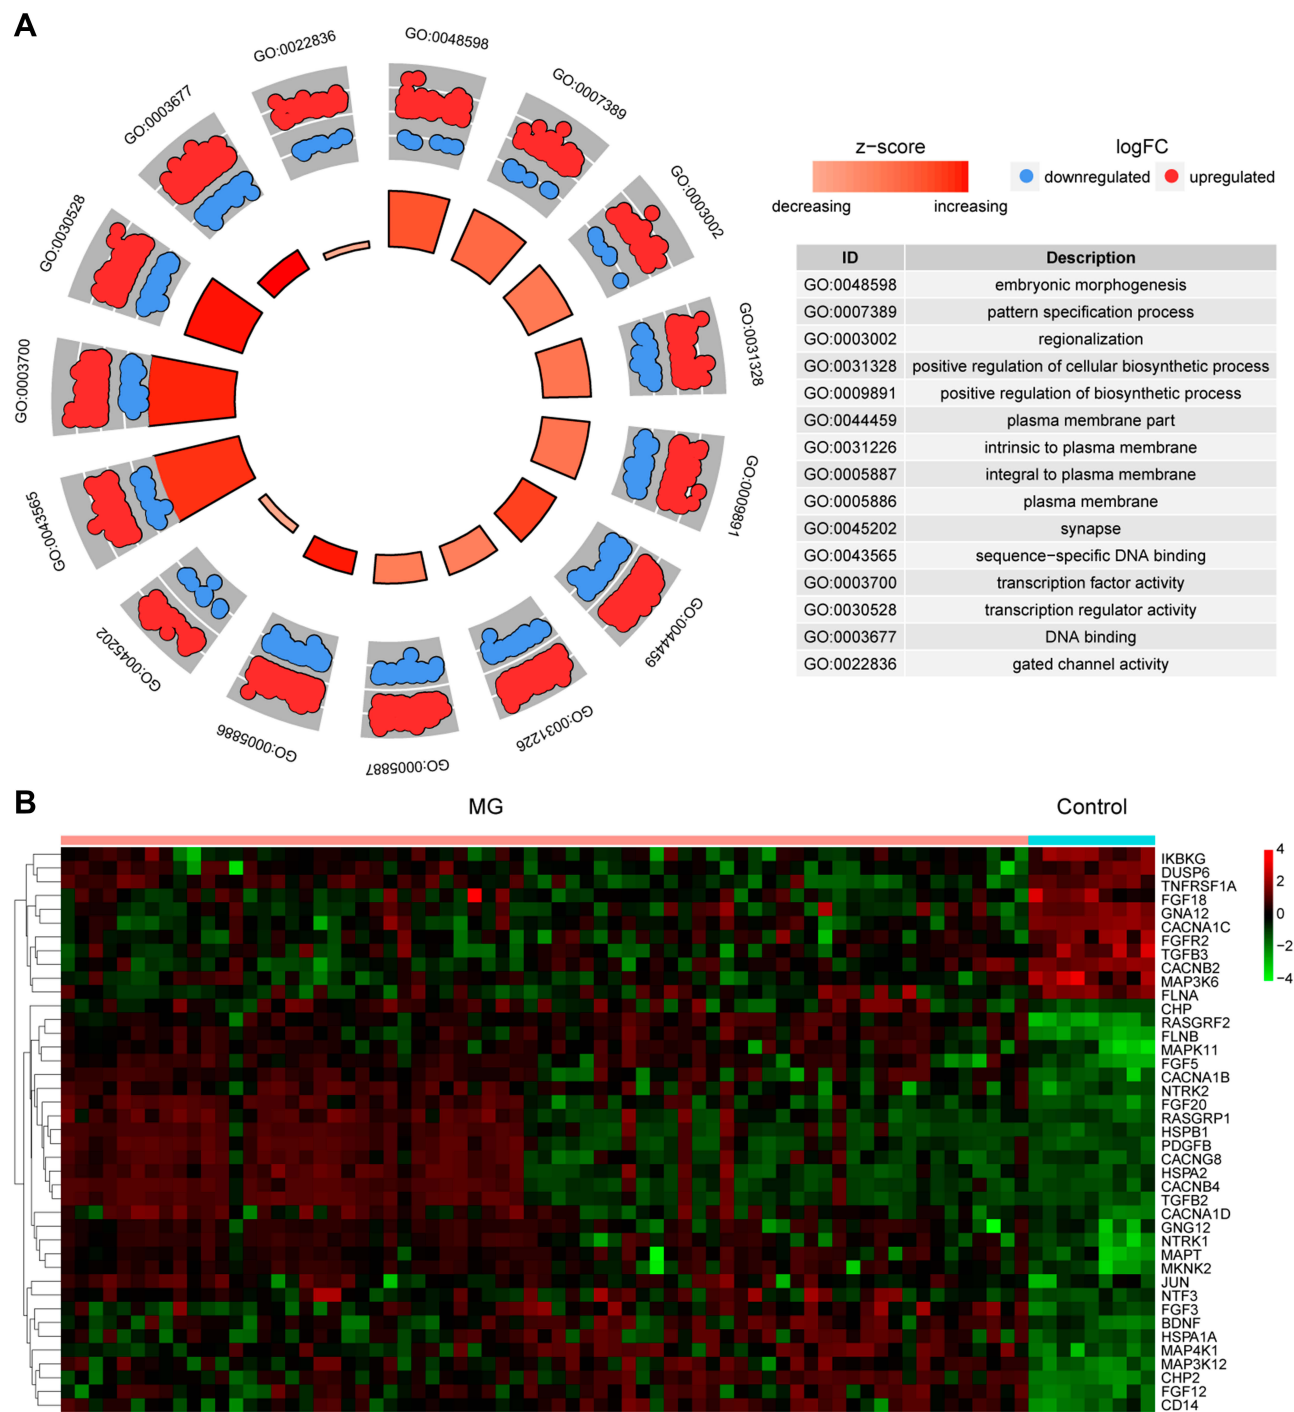 A
GO:0048598
GO:0007389
GO:0003002
GO:0031328
GO:0009891
GO:0044459
GO:0031226
GO:0005887
GO:0005886
GO:0045202
GO:0043565
GO:0003700
GO:0030528
GO:0003677
GO:0022836
z−score
decreasing increasing
logFC
downregulated upregulated
ID Description
GO:0048598 embryonic morphogenesis
GO:0007389 pattern specification process
GO:0003002 regionalization
GO:0031328 positive regulation of cellular biosynthetic process
GO:0009891 positive regulation of biosynthetic process
GO:0044459 plasma membrane part
GO:0031226 intrinsic to plasma membrane
GO:0005887 integral to plasma membrane
GO:0005886 plasma membrane
GO:0045202 synapse
GO:0043565 sequence−specific DNA binding
GO:0003700 transcription factor activity
GO:0030528 transcription regulator activity
GO:0003677 DNA binding
GO:0022836 gated channel activity
B
MG Control
IKBKG
DUSP6
TNFRSF1A
FGF18
GNA12
CACNA1C
FGFR2
TGFB3
CACNB2
MAP3K6
FLNA
CHP
RASGRF2
FLNB
MAPK11
FGF5
CACNA1B
NTRK2
FGF20
RASGRP1
HSPB1
PDGFB
CACNG8
HSPA2
CACNB4
TGFB2
CACNA1D
GNG12
NTRK1
MAPT
MKNK2
JUN
NTF3
FGF3
BDNF
HSPA1A
MAP4K1
MAP3K12
CHP2
FGF12
CD14
4
2
0
−2
−4